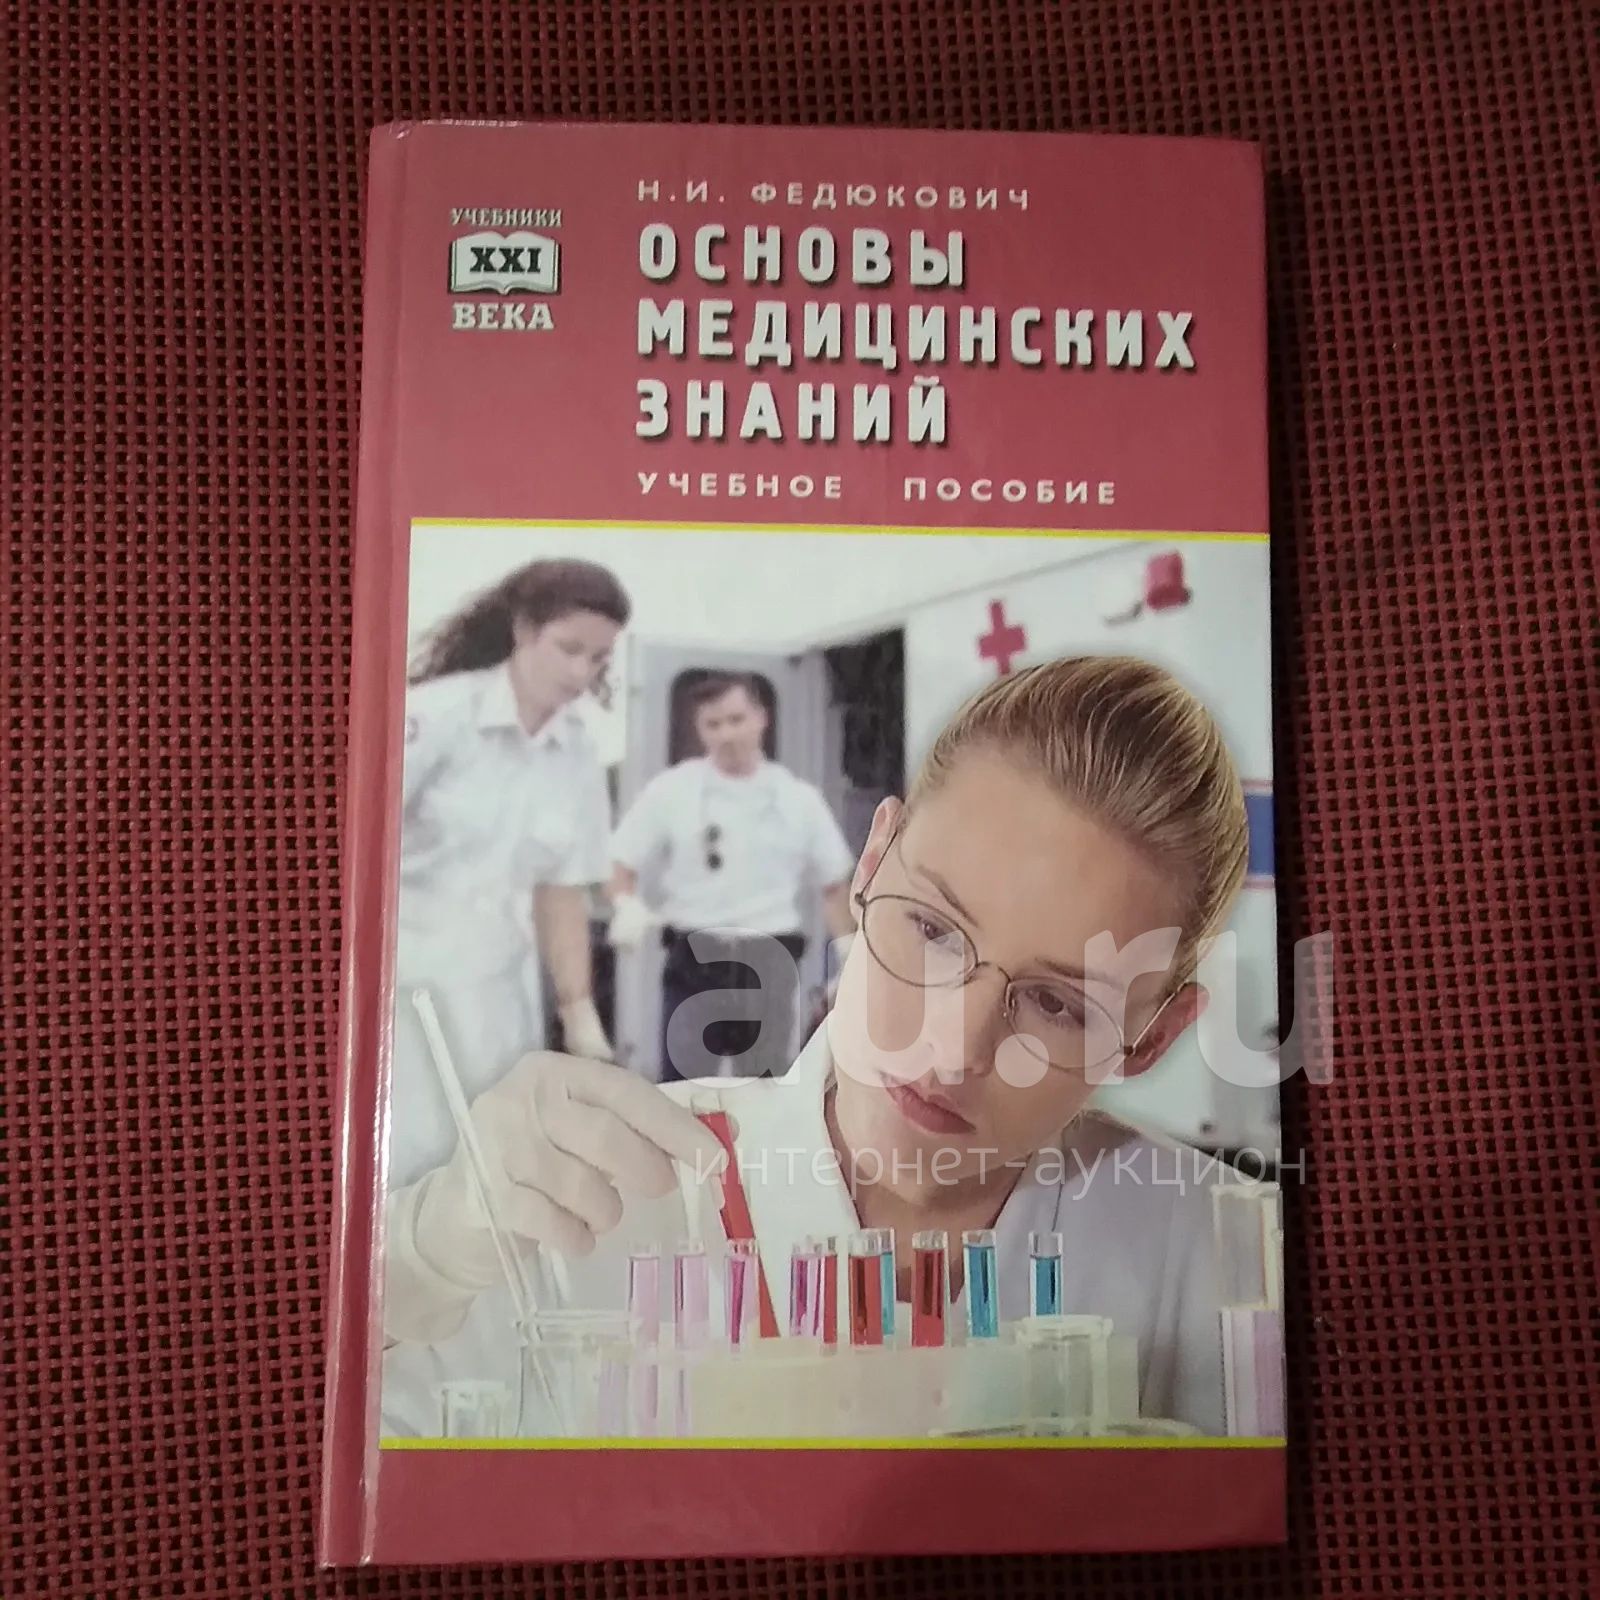 Н.И. ФЕДЮКОВИЧ
УЧЕБНИКИ
XXI
ВЕКА
ОСНОВЫ
МЕДИЦИНСКИХ
ЗНАНИЙ
УЧЕБНОЕ ПОСОБИЕ
au.ru
интернет-аукцион